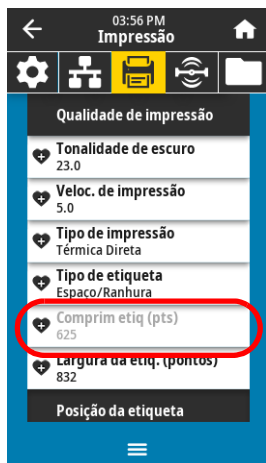 03:56 PM
Impressão
Qualidade de impressão
Tonalidade de escuro
23.0
Veloc. de impressão
5.0
Tipo de impressão
Térmica Direta
Tipo de etiqueta
Espaço/Ranhura
Comprim etiq (pts)
625
Largura da etiq. (pontos)
832
Posição da etiqueta